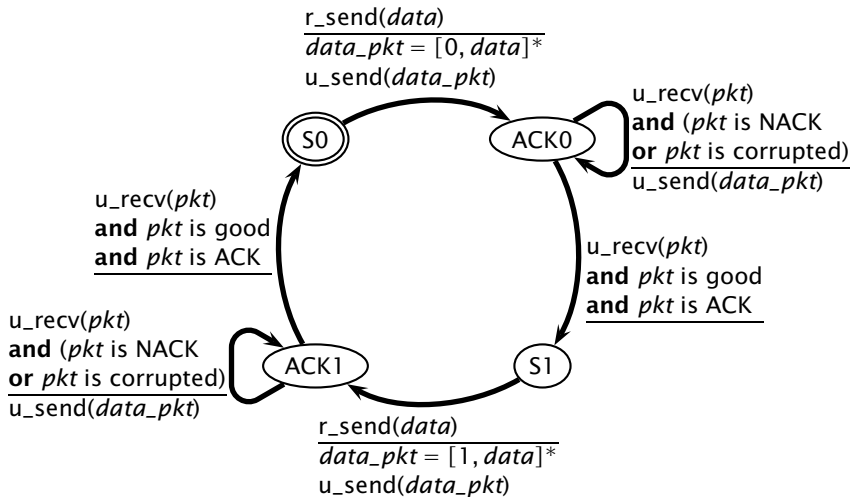 r_send(data)
data_pkt = [0, data]*
u_send(data_pkt)
S0
ACK0
u_recv(pkt)
and (pkt is NACK
or pkt is corrupted)
u_send(data_pkt)
u_recv(pkt)
and pkt is good
and pkt is ACK
u_recv(pkt)
and pkt is good
and pkt is ACK
u_recv(pkt)
and (pkt is NACK
or pkt is corrupted)
u_send(data_pkt)
ACK1
S1
r_send(data)
data_pkt = [1, data]*
u_send(data_pkt)